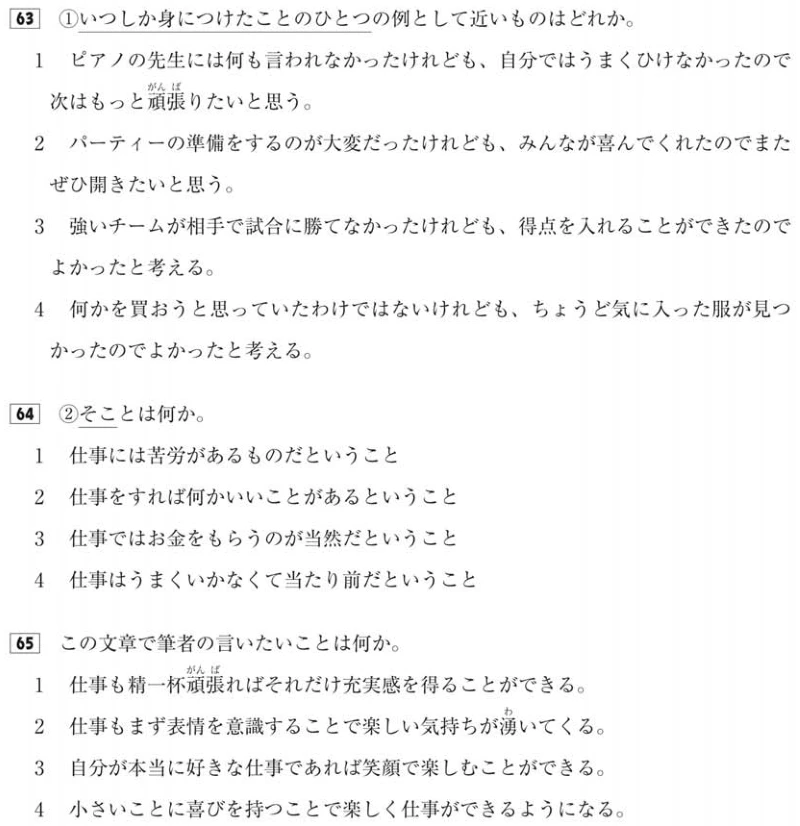 63 ①いつしか身につけたことのひとつの例として近いものはどれか。
1 ピアノの先生には何も言われなかったけれども、自分ではうまくひけなかったので
がんば
次はもっと頑張りたいと思う。
2 パーティーの準備をするのが大変だったけれども、みんなが喜んでくれたのでまた
ぜひ開きたいと思う。
3 強いチームが相手で試合に勝てなかったけれども、得点を入れることができたので
よかったと考える。
4 何かを買おうと思っていたわけではないけれども、ちょうど気に入った服が見つ
かったのでよかったと考える。
64 ②そことは何か。
1 仕事には苦労があるものだということ
2 仕事をすれば何かいいことがあるということ
3 仕事ではお金をもらうのが当然だということ
4 仕事はうまくいかなくて当たり前だということ
65 この文章で筆者の言いたいことは何か。
がんば
1 仕事も精一杯頑張ればそれだけ充実感を得ることができる。
わ
2 仕事もまず表情を意識することで楽しい気持ちが湧いてくる。
3 自分が本当に好きな仕事であれば笑顔で楽しむことができる。
4 小さいことに喜びを持つことで楽しく仕事ができるようになる。